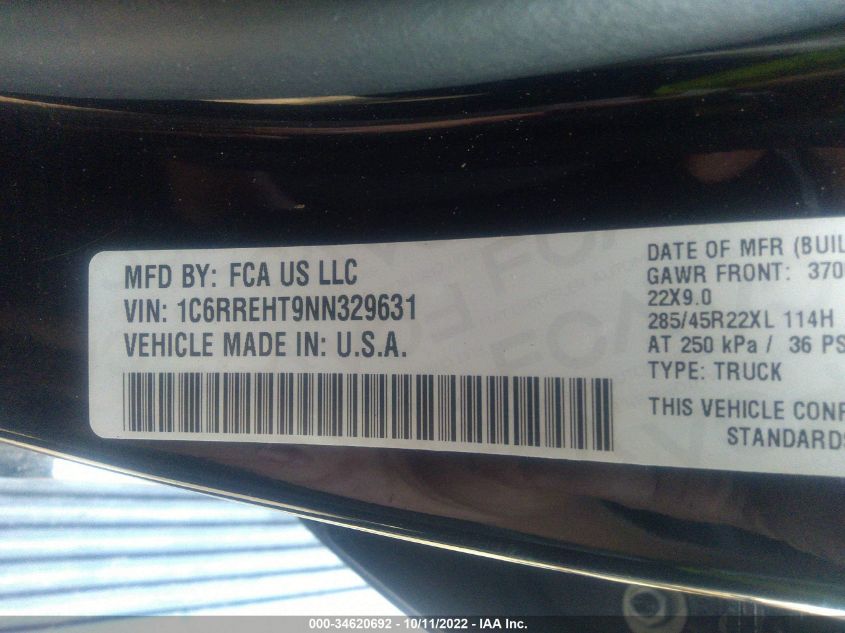 MFD BY: FCA US LLC
VIN: 1C6RREHT9NN329631
VEHICLE MADE IN: U.S.A.
DATE OF MFR (BUIL
GAWR FRONT: 370
22X9.0
285/45R22XL 114H
AT 250 kPa / 36 PS
TYPE: TRUCK
THIS VEHICLE CONF
STANDARDS
000-34620692 - 10/11/2022 - IAA Inc.